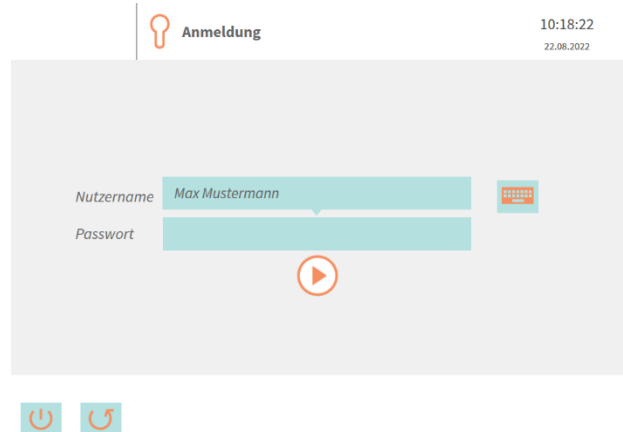 Anmeldung
10:18:22
22.08.2022
Nutzername
Max Mustermann
Passwort